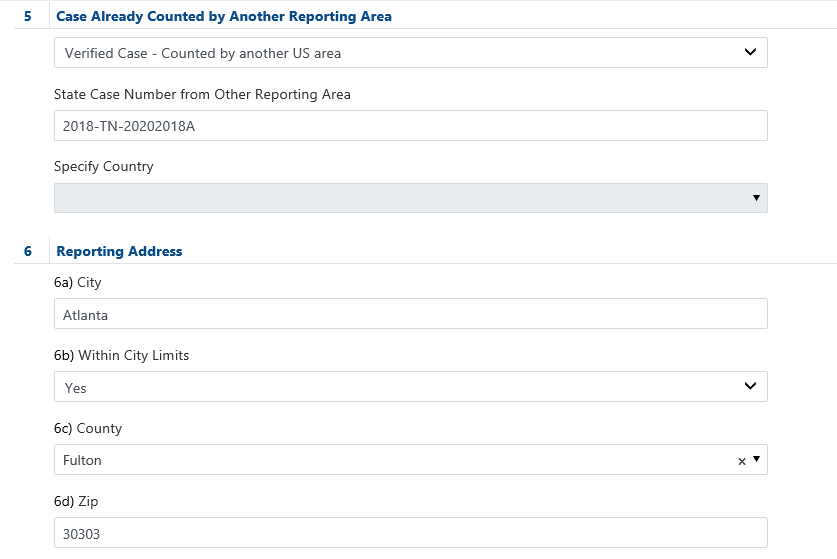 5 Case Already Counted by Another Reporting Area
Verified Case - Counted by another US area
State Case Number from Other Reporting Area
2018-TN-20202018A
Specify Country
6 Reporting Address
6a) City
Atlanta
6b) Within City Limits
Yes
6c) County
Fulton
6d) Zip
30303